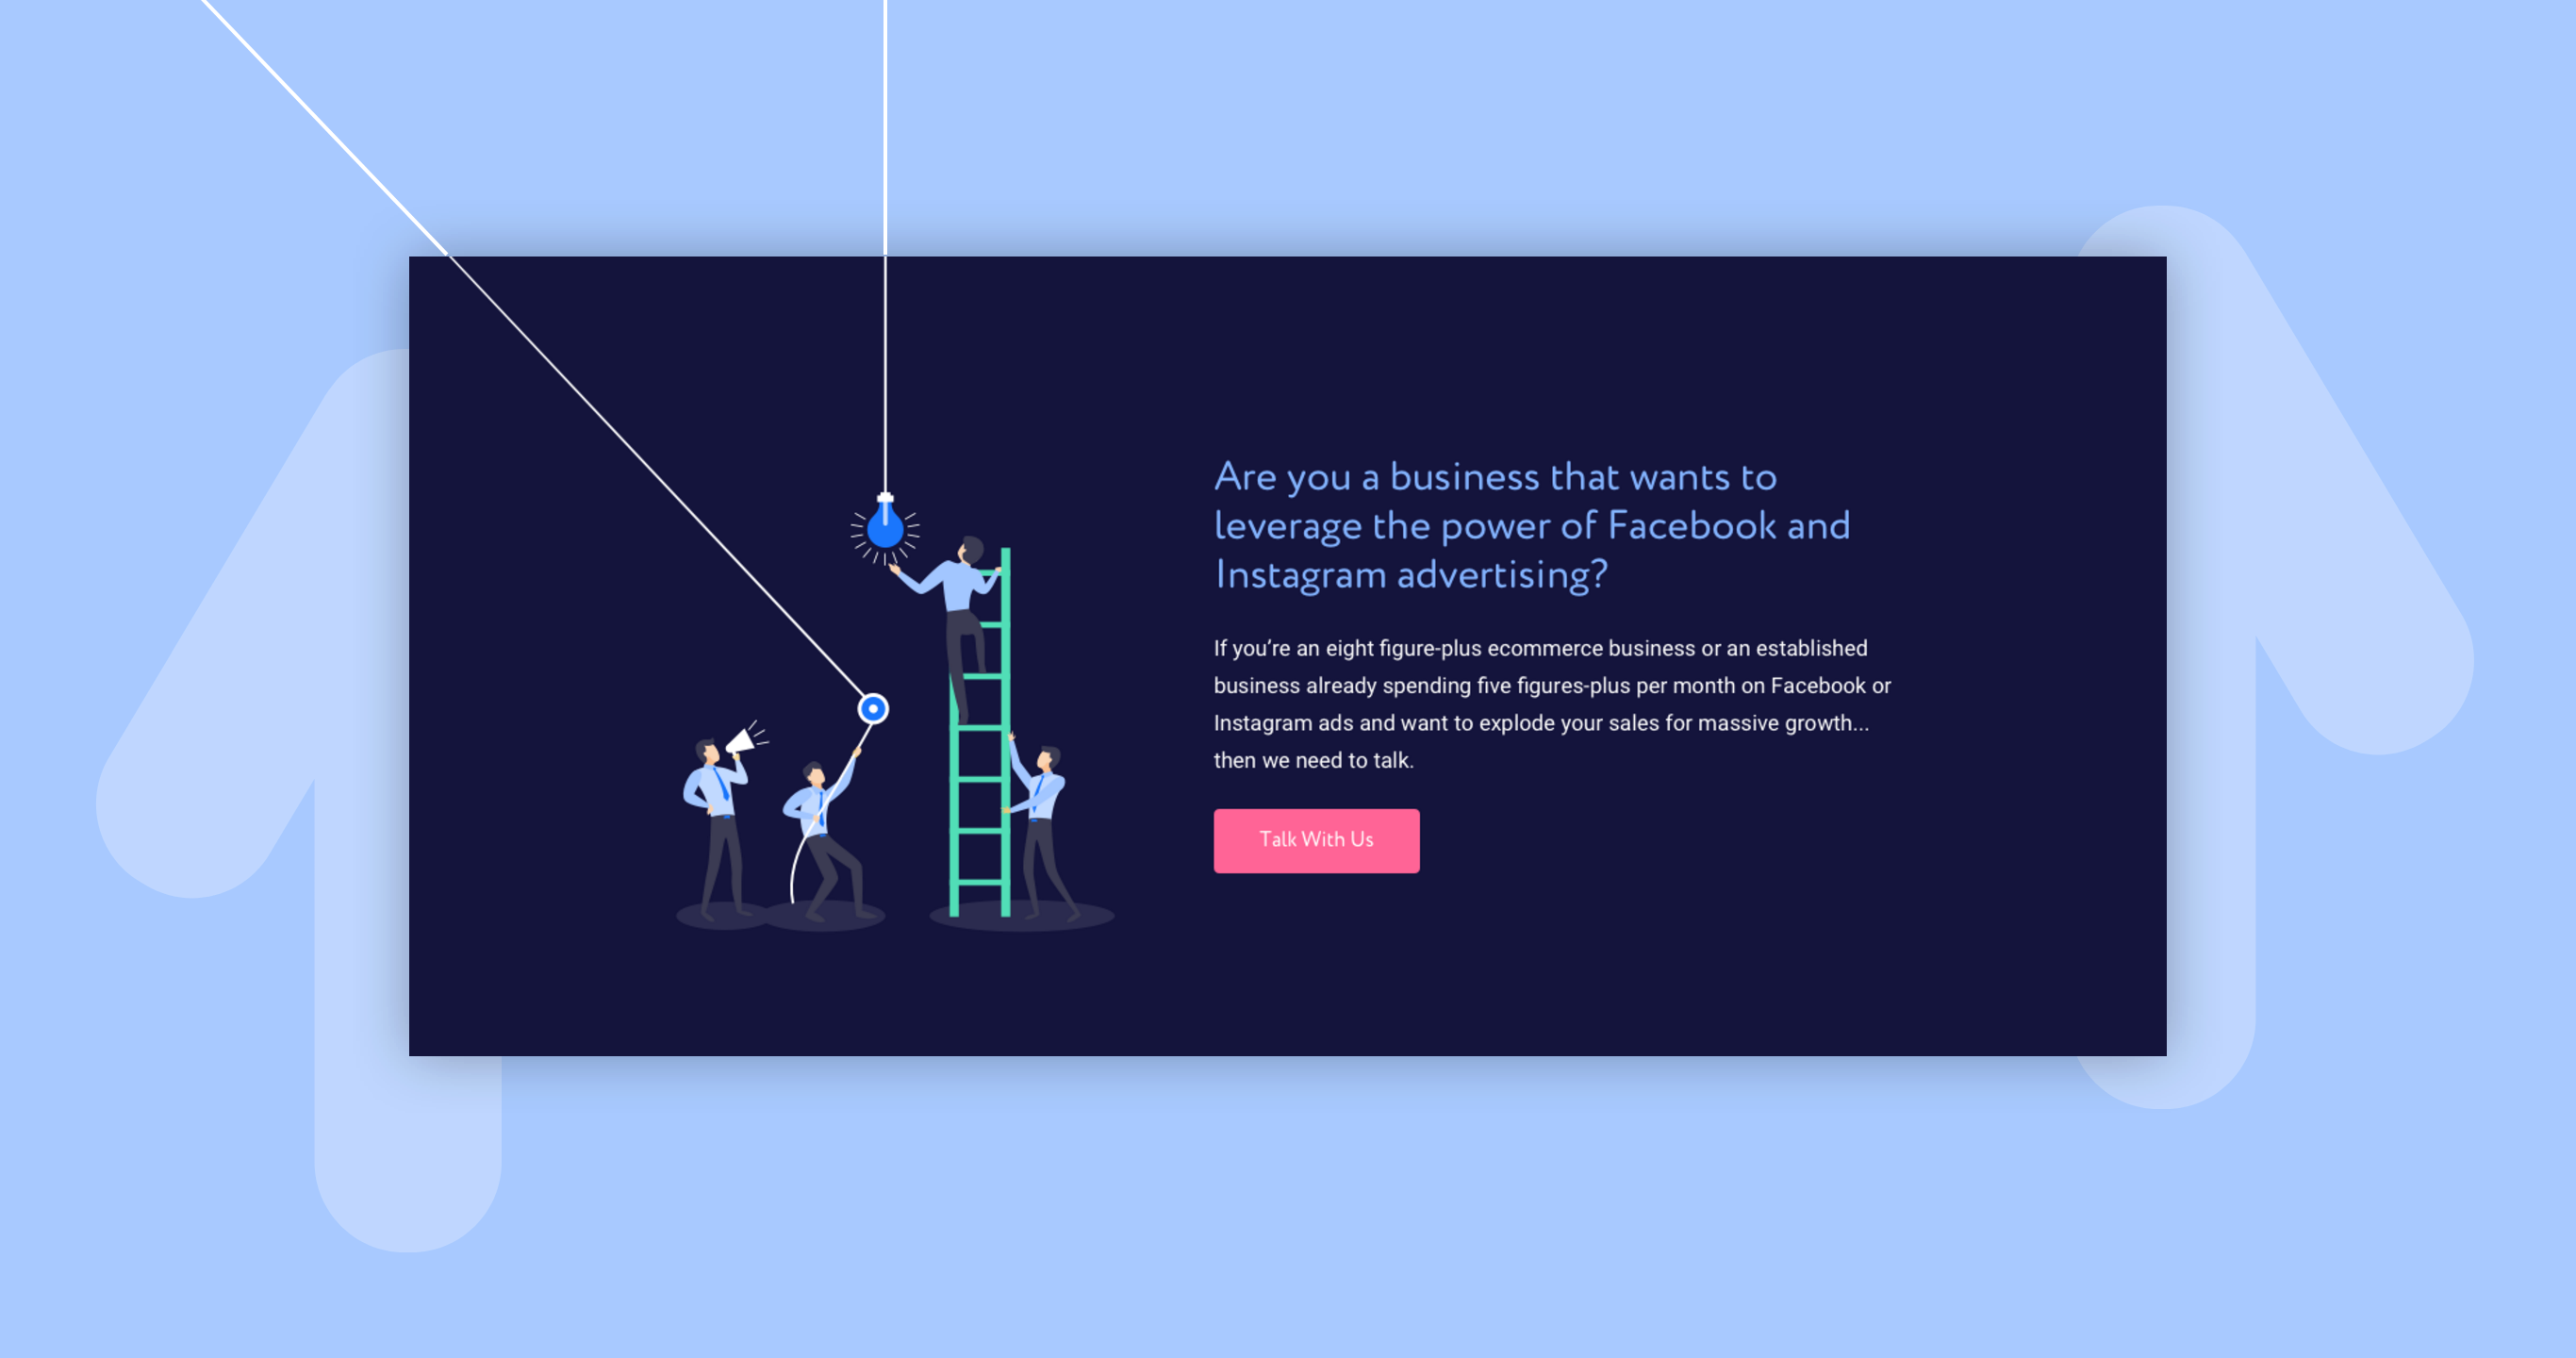 Are you a business that wants to
leverage the power of Facebook and
Instagram advertising?
If you’re an eight figure-plus ecommerce business or an established
business already spending five figures-plus per month on Facebook or
Instagram ads and want to explode your sales for massive growth...
then we need to talk.
Talk With Us